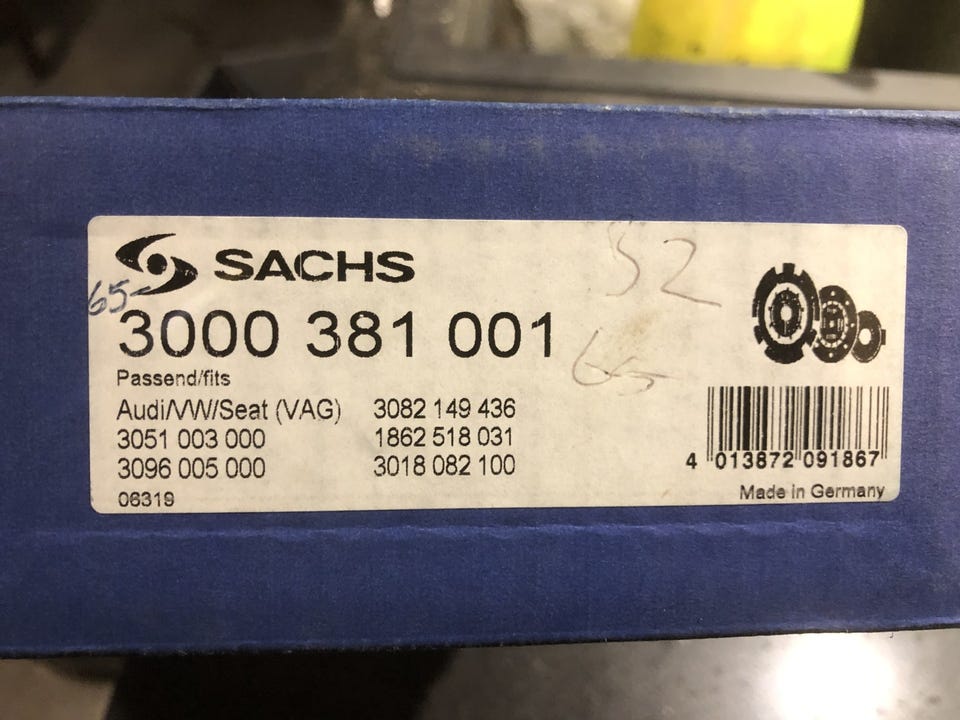 SACHS
52
65-
3000 381 001
65
Passend/fits
Audi/VW/Seat (VAG) 3082 149 436
3051 003 000 1862 518 031
3096 005 000 3018 082 100
06319
4 013872 091867
Made in Germany